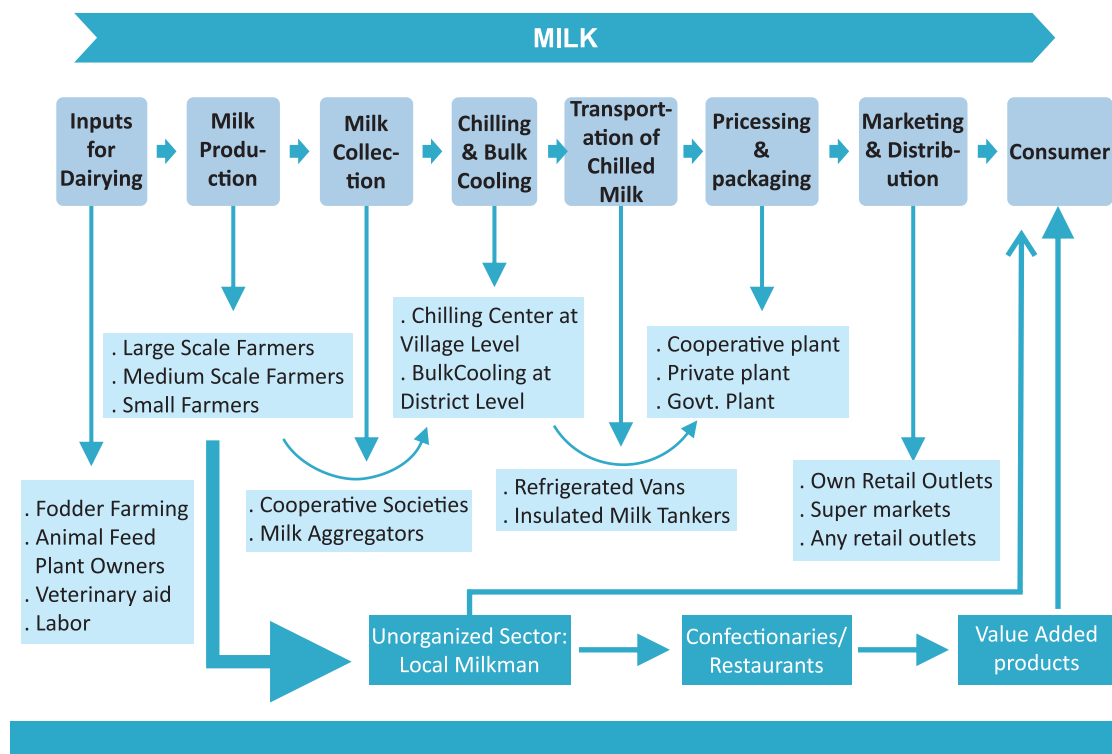 MILK
Inputs
for
Dairying
Milk
Produ-
ction
Milk
Collec-
tion
Chilling
& Bulk
Cooling
Transport-
ation of
Chilled
Milk
Pricessing
&
packaging
Marketing
& Distrib-
ution
Consumer
. Large Scale Farmers
. Medium Scale Farmers
. Small Farmers
. Chilling Center at
Village Level
. BulkCooling at
District Level
. Cooperative plant
. Private plant
. Govt. Plant
. Fodder Farming
. Animal Feed
Plant Owners
. Veterinary aid
. Labor
. Cooperative Societies
. Milk Aggregators
. Refrigerated Vans
. Insulated Milk Tankers
. Own Retail Outlets
. Super markets
. Any retail outlets
Unorganized Sector:
Local Milkman
Confectionaries/
Restaurants
Value Added
products